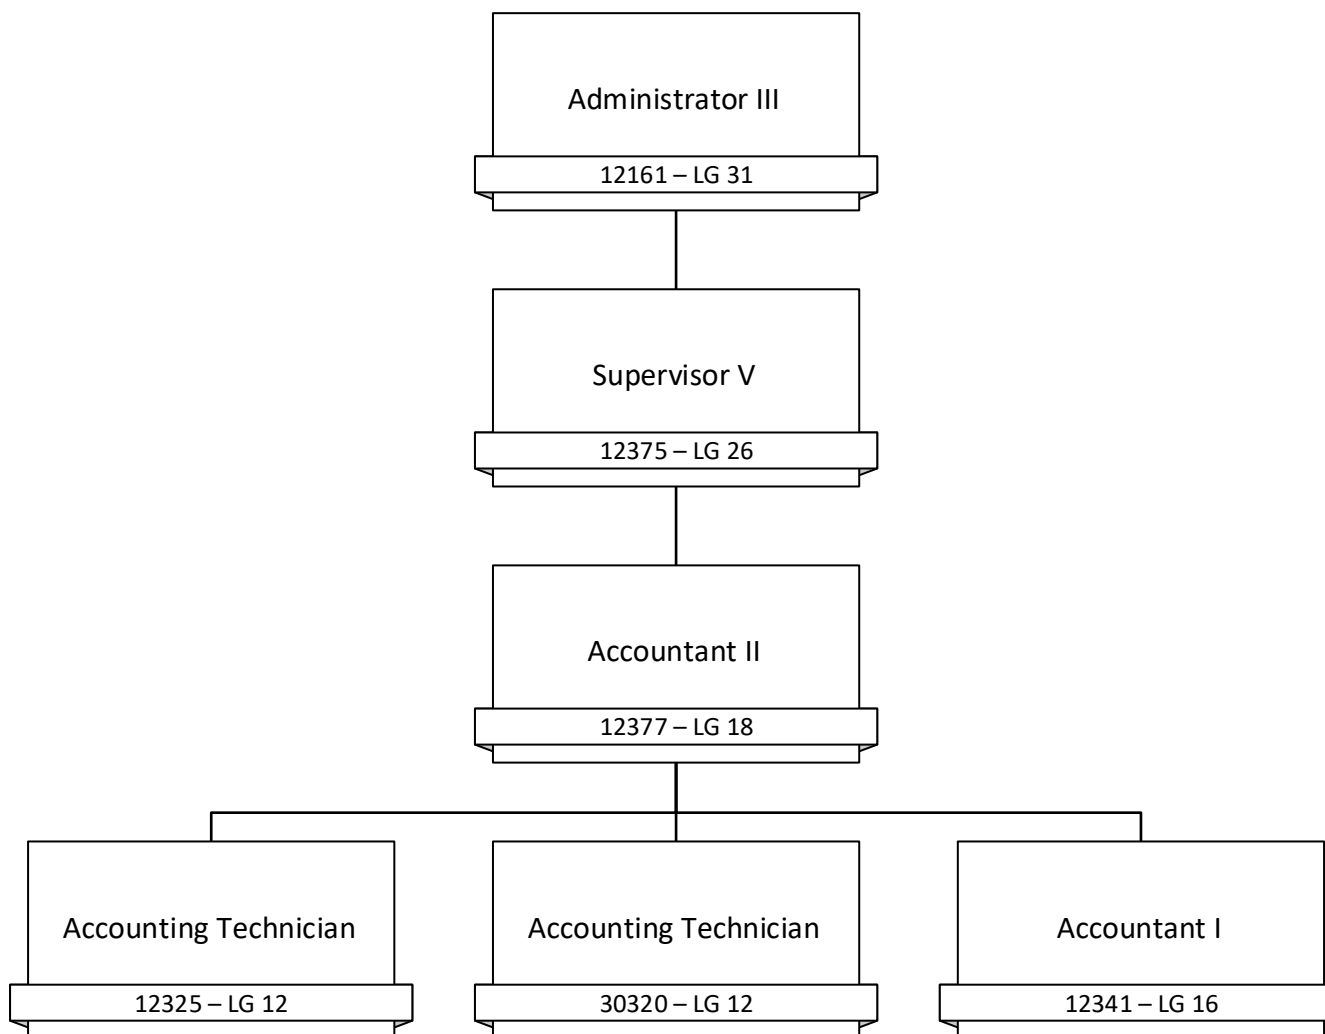 Administrator III
12161 – LG 31
Supervisor V
12375 – LG 26
Accountant II
12377 – LG 18
Accounting Technician
12325 – LG 12
Accounting Technician
30320 – LG 12
Accountant I
12341 – LG 16